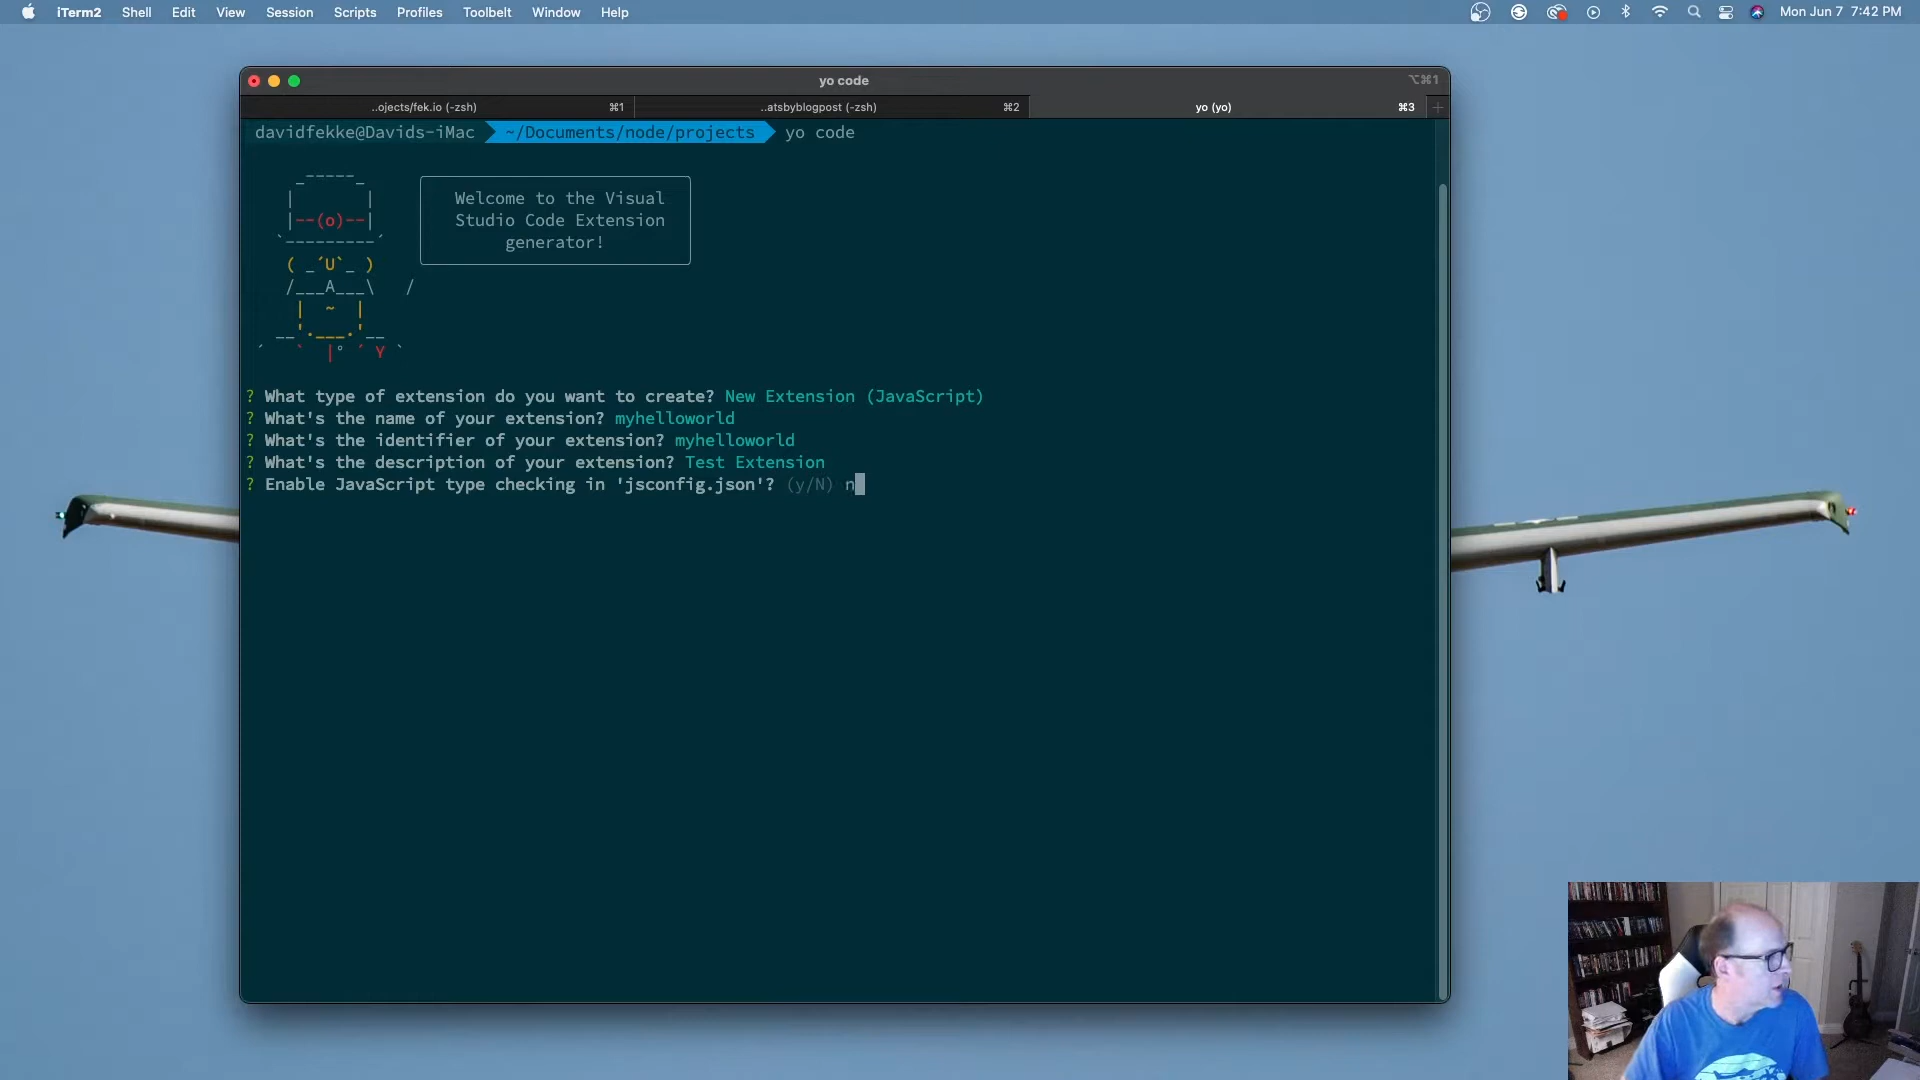 iTerm2 Shell Edit View Session Scripts Profiles Toolbelt Window Help Mon Jun 7 7:42 PM
yo code ⌥⌘1
..ojects/fek.io (-zsh) ⌘1 ..atsbyblogpost (-zsh) ⌘2 yo (yo) ⌘3 +
davidfekke@Davids-iMac ~/Documents/node/projects yo code
Welcome to the Visual
Studio Code Extension
generator!
? What type of extension do you want to create? New Extension (JavaScript)
? What's the name of your extension? myhelloworld
? What's the identifier of your extension? myhelloworld
? What's the description of your extension? Test Extension
? Enable JavaScript type checking in 'jsconfig.json'? (y/N) n